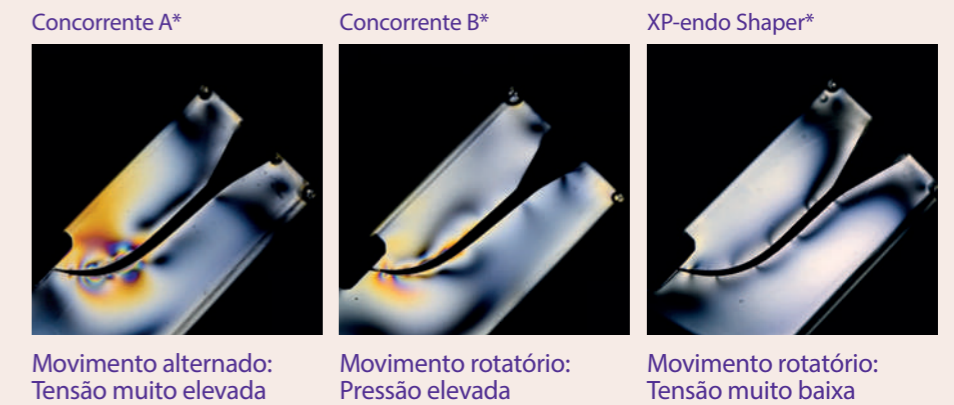 Concorrente A*
Concorrente B*
XP-endo Shaper*
Movimento alternado:
Tensão muito elevada
Movimento rotatório:
Pressão elevada
Movimento rotatório:
Tensão muito baixa